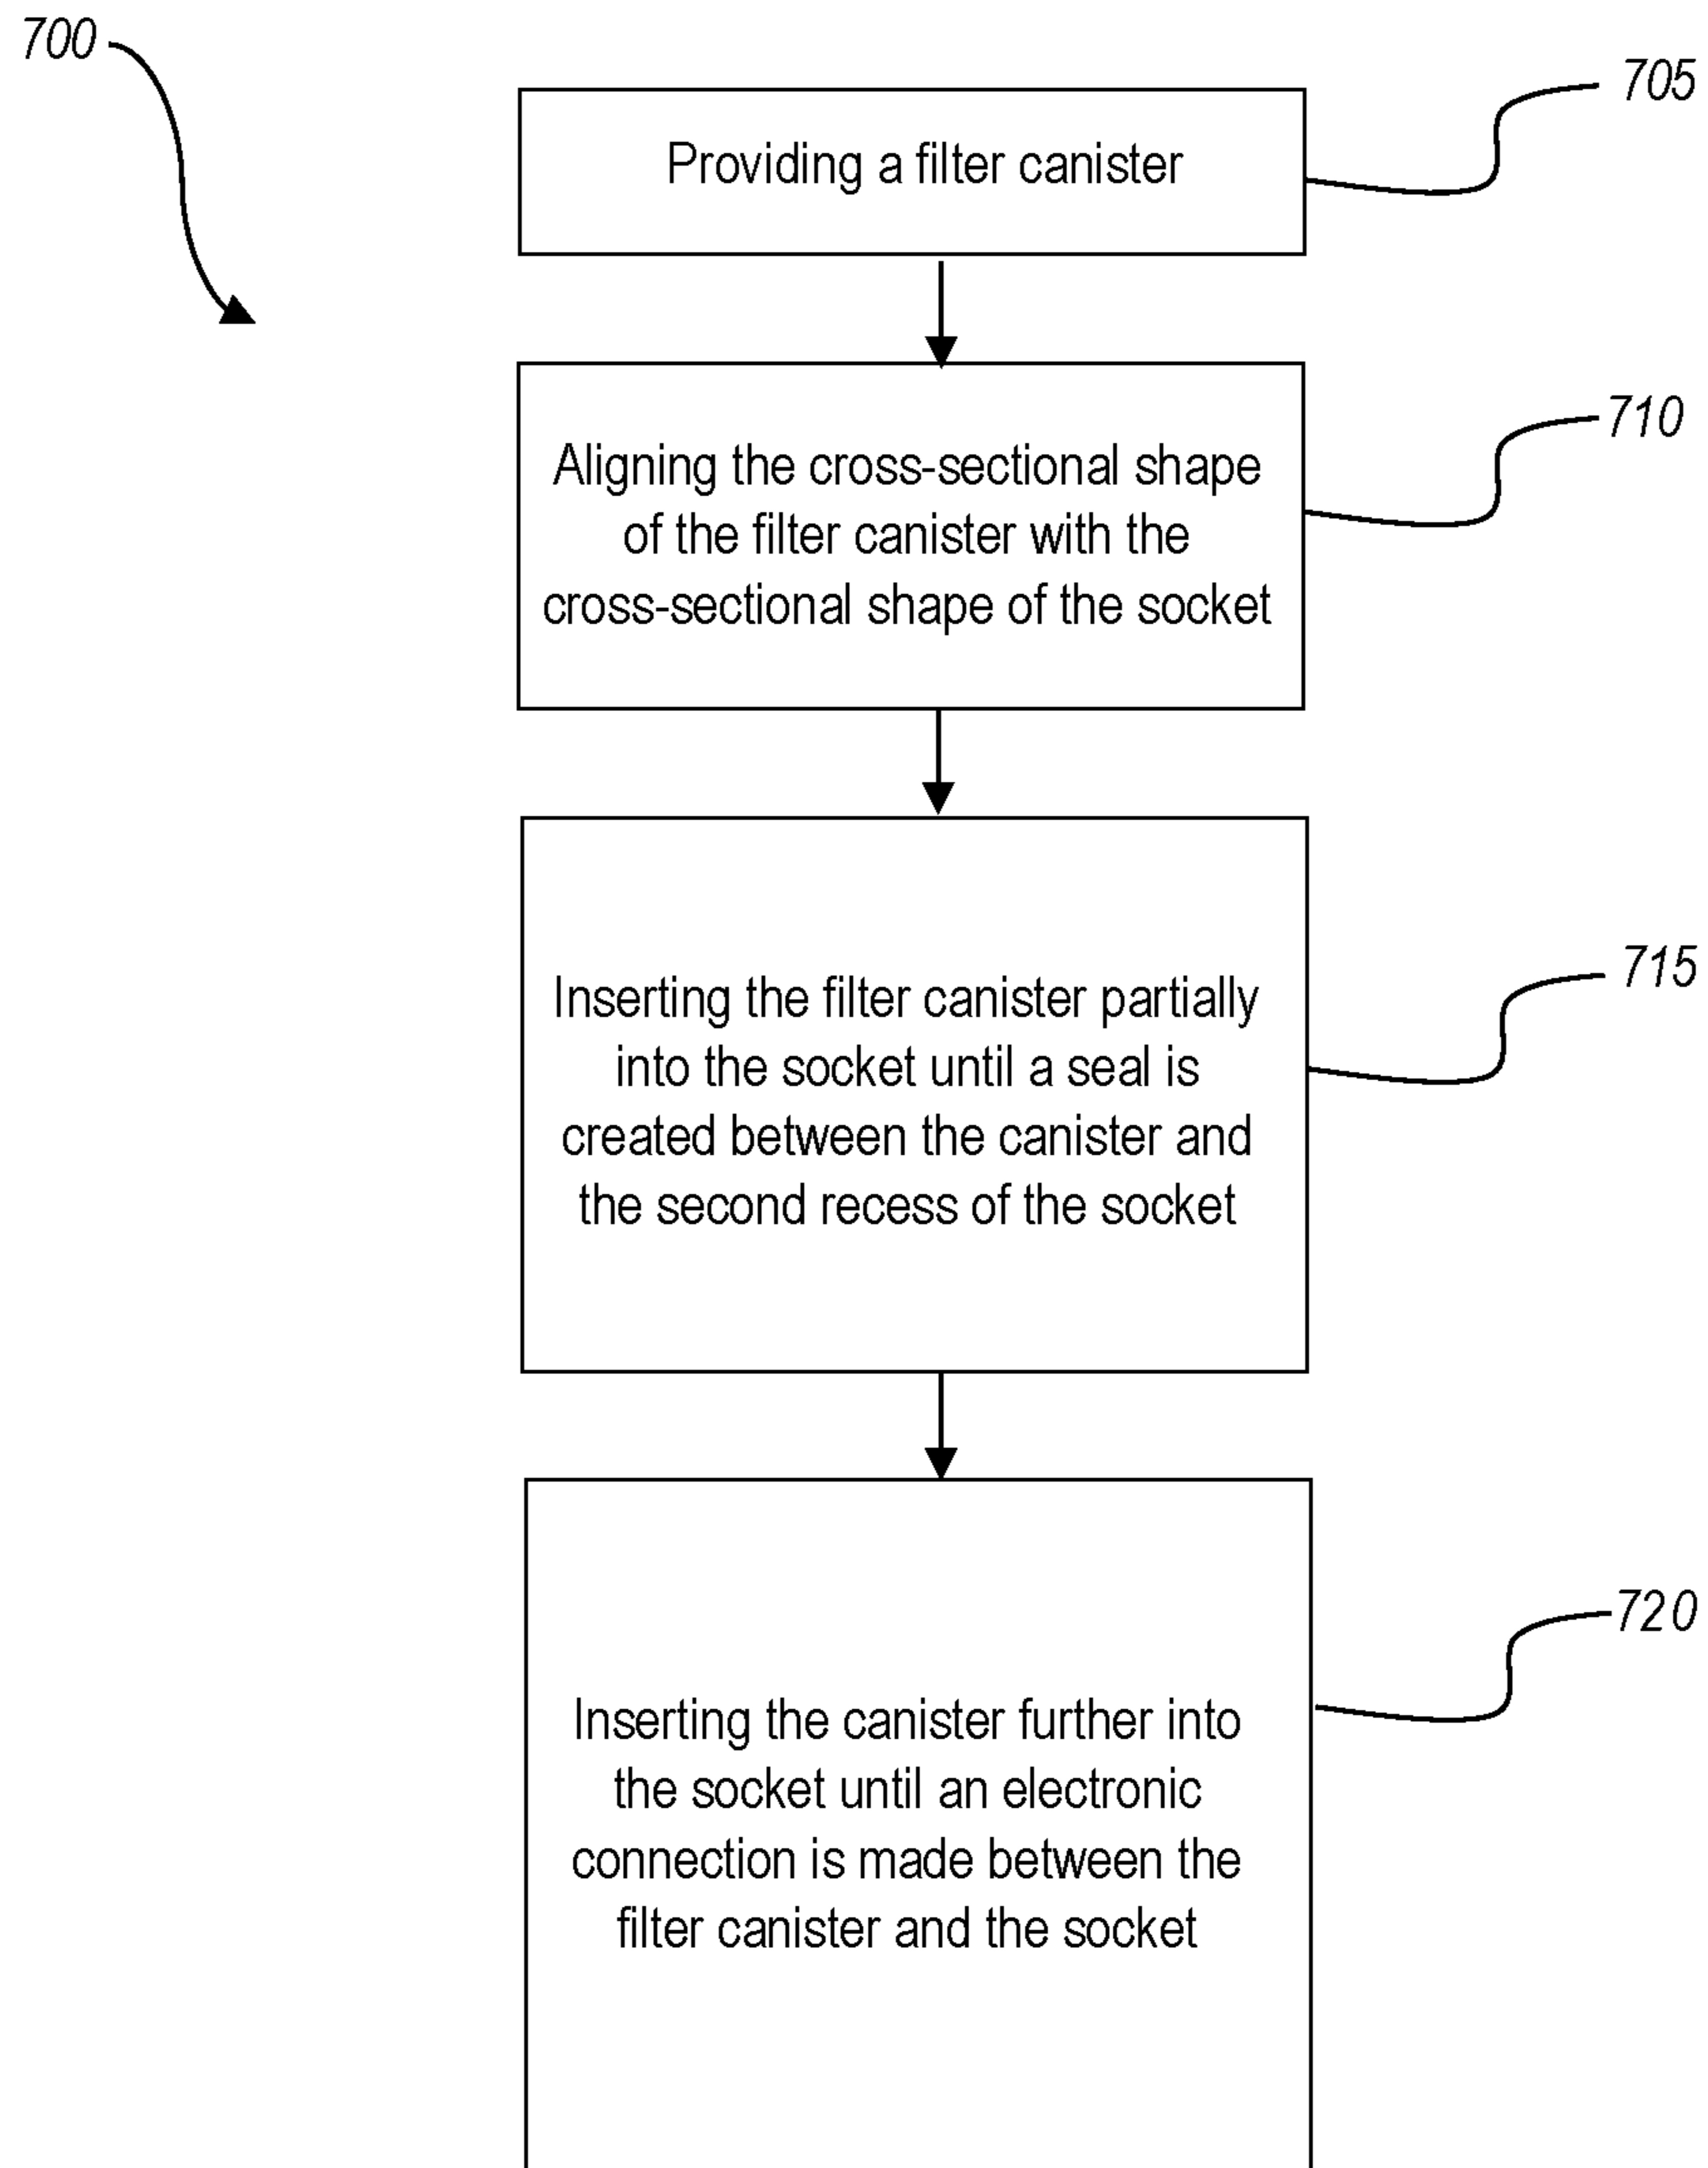 700
705
Providing a filter canister
710
Aligning the cross-sectional shape
of the filter canister with the
cross-sectional shape of the socket
715
Inserting the filter canister partially
into the socket until a seal is
created between the canister and
the second recess of the socket
720
Inserting the canister further into
the socket until an electronic
connection is made between the
filter canister and the socket